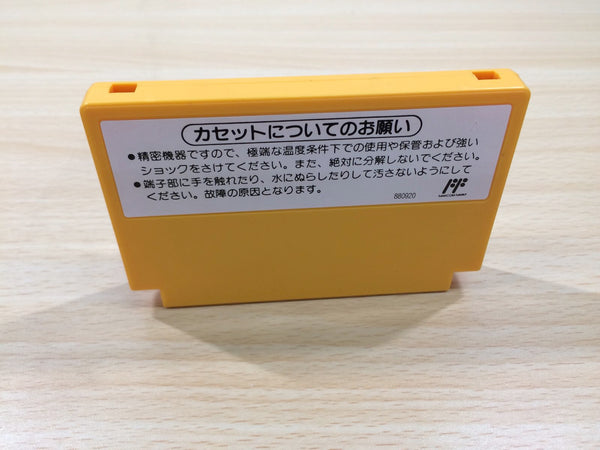 カセットについてのお願い
●精密機器ですので、極端な温度条件下での使用や保管および強い
ショックをさけてください。また、絶対に分解しないでください。
●端子部に手を触れたり、水にぬらしたりして汚さないようにして
ください。故障の原因となります。
880920